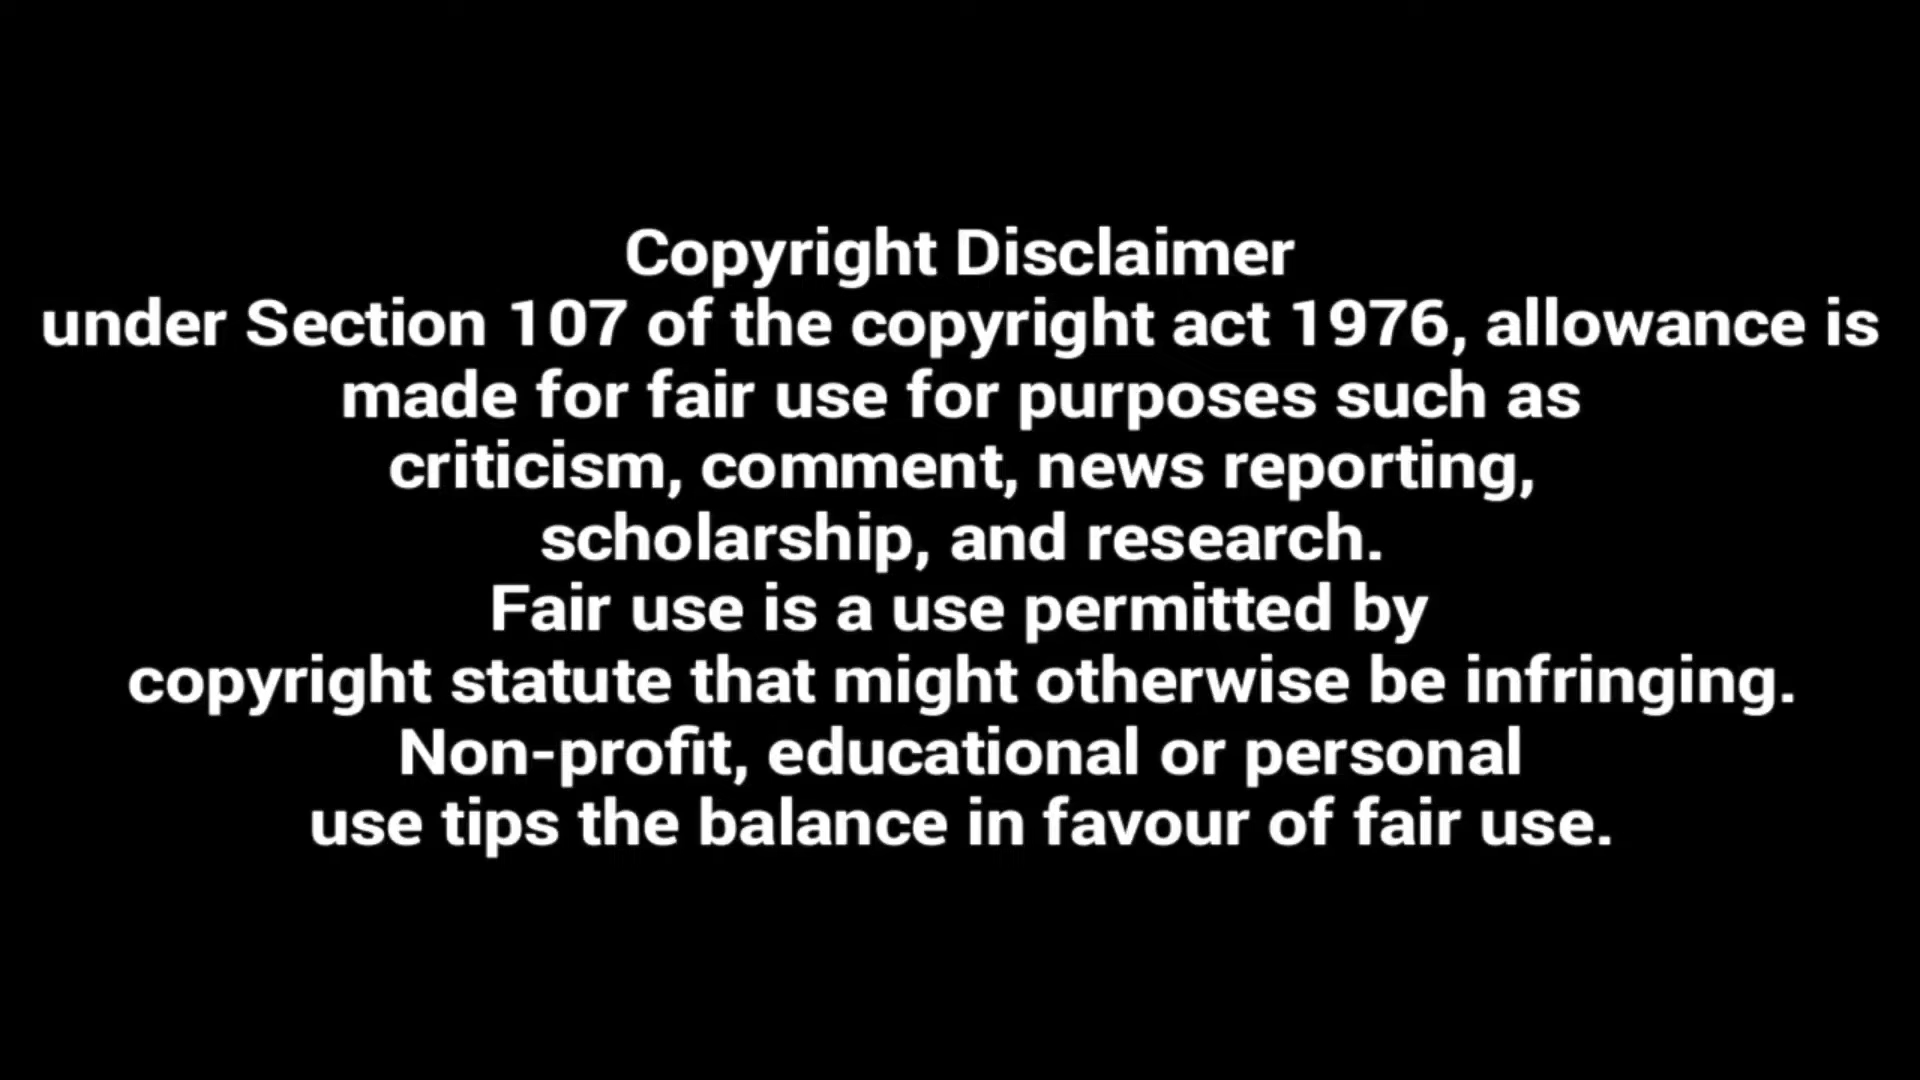 Copyright Disclaimer
under Section 107 of the copyright act 1976, allowance is
made for fair use for purposes such as
criticism, comment, news reporting,
scholarship, and research.
Fair use is a use permitted by
copyright statute that might otherwise be infringing.
Non-profit, educational or personal
use tips the balance in favour of fair use.